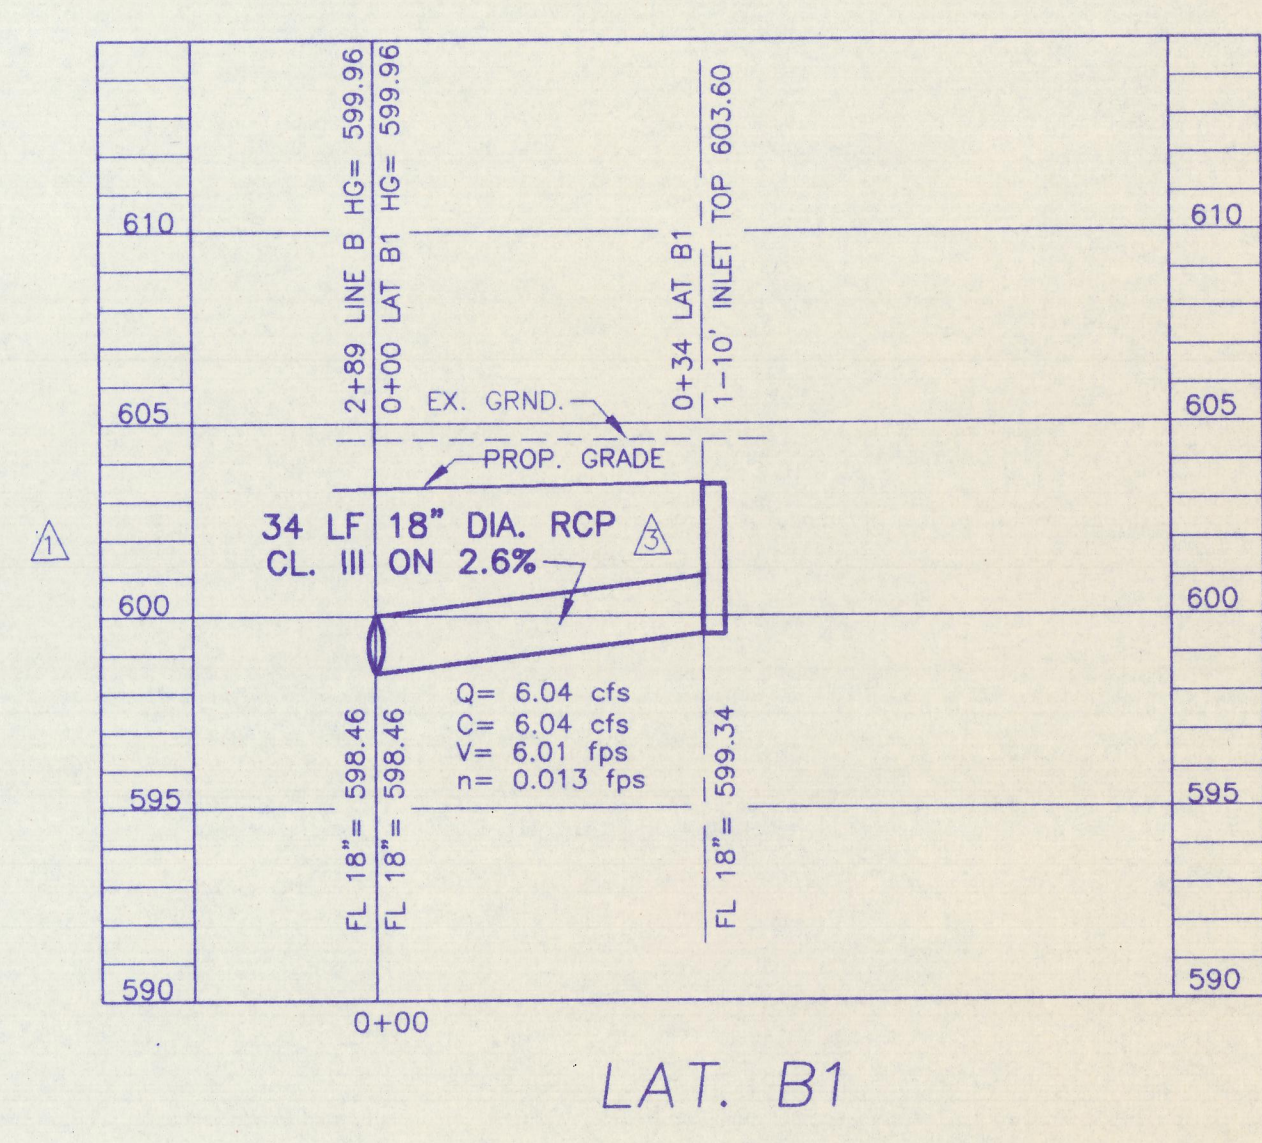 2+89 LINE B HG= 599.96
0+00 LAT B1 HG= 599.96
0+34 LAT B1
1-10' INLET TOP 603.60
610
610
605
605
EX. GRND.
PROP. GRADE
34 LF 18" DIA. RCP
CL. III ON 2.6%
3
1
600
600
Q= 6.04 cfs
C= 6.04 cfs
V= 6.01 fps
n= 0.013 fps
FL 18"= 598.46
FL 18"= 598.46
FL 18"= 599.34
595
595
590
590
0+00
LAT. B1